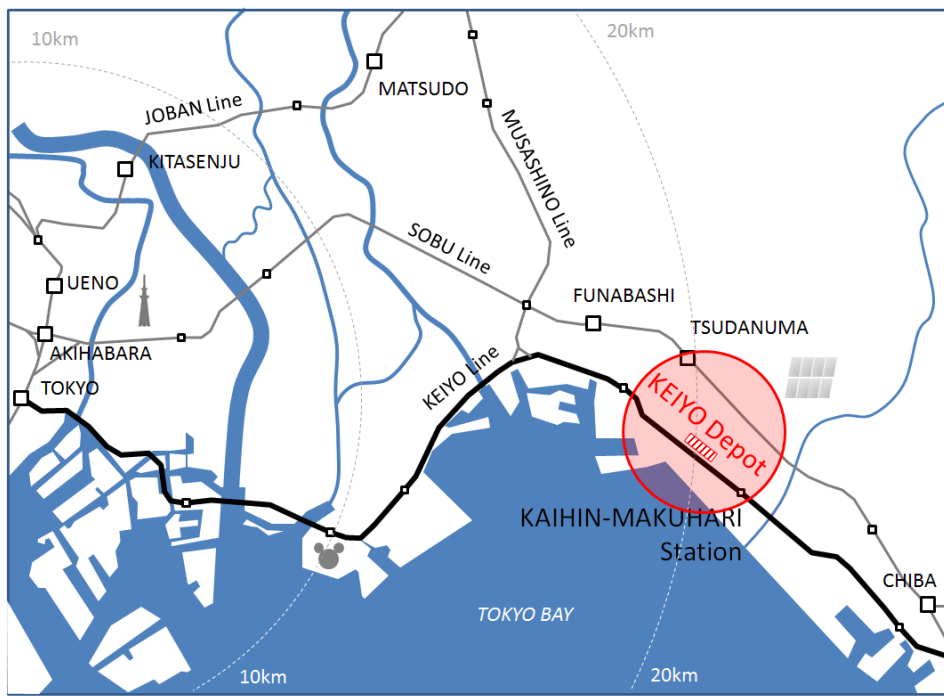 10km
20km
MATSUDO
JOBAN Line
MUSASHINO Line
KITASENJU
SOBU Line
UENO
FUNABASHI
TSUDANUMA
AKIHABARA
KEIYO Line
TOKYO
KEIYO Depot
KAIHIN-MAKUHARI
Station
CHIBA
TOKYO BAY
10km
20km